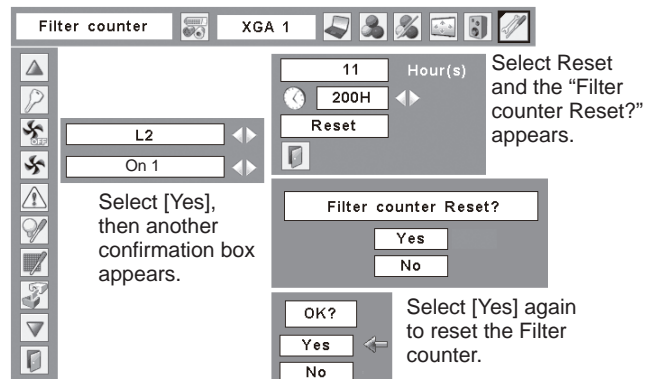 Filter counter
XGA 1
11 Hour(s)
200H
Reset
Select Reset
and the “Filter
counter Reset?”
appears.
OFF
L2
On 1
Select [Yes],
then another
confirmation box
appears.
Filter counter Reset?
Yes
No
OK?
Yes
No
Select [Yes] again
to reset the Filter
counter.